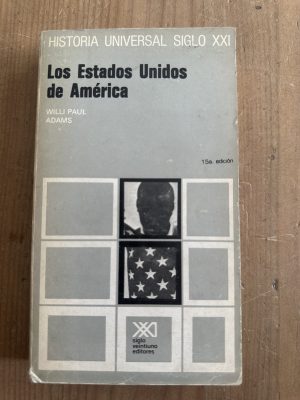 HISTORIA UNIVERSAL SIGLO XXI
Los Estados Unidos
de América
WILLI PAUL
ADAMS
15a. edición
XXI
siglo
veintiuno
editores